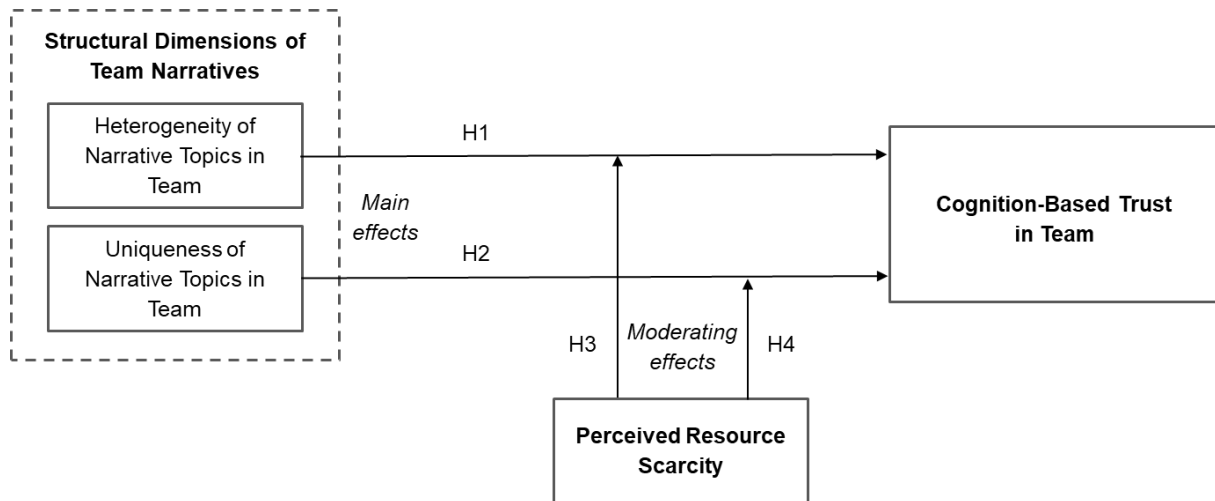 Structural Dimensions of
Team Narratives
Heterogeneity of
Narrative Topics in
Team
Uniqueness of
Narrative Topics in
Team
Main
effects
H1
H2
H3
Moderating
effects
H4
Cognition-Based Trust
in Team
Perceived Resource
Scarcity